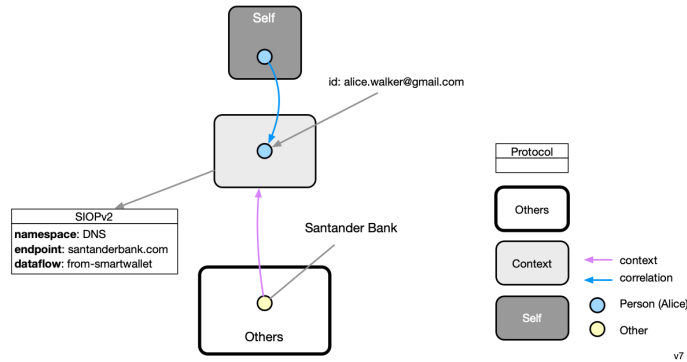 Self
id: alice.walker@gmail.com
SIOPv2
namespace: DNS
endpoint: santanderbank.com
dataflow: from-smartwallet
Santander Bank
Others
Protocol
Others
Context
context
correlation
Self
Person (Alice)
Other
v7